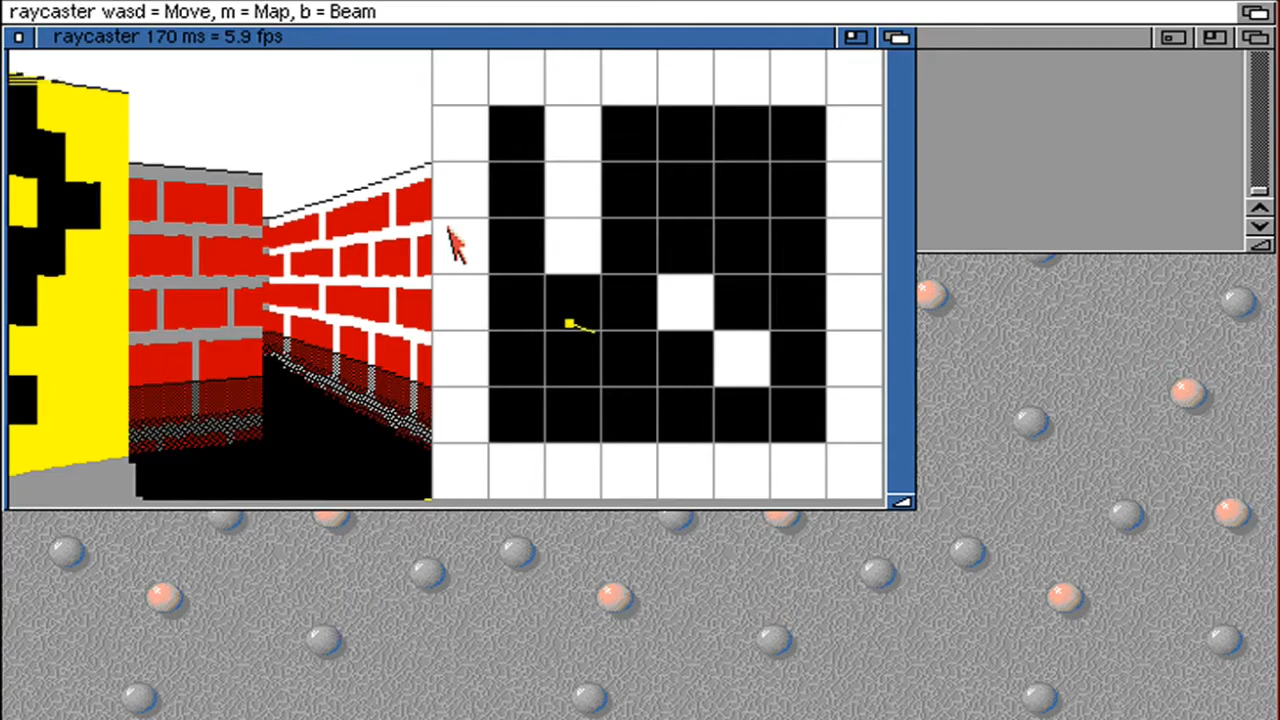 raycaster wasd = Move, m = Map, b = Beam
raycaster 170 ms = 5.9 fps